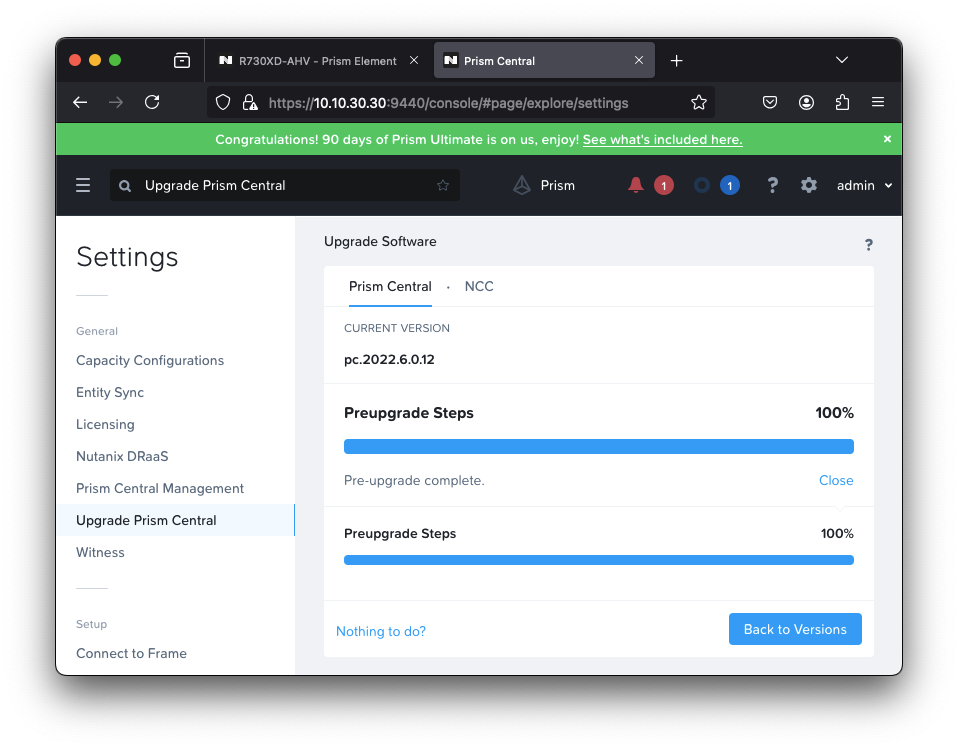 R730XD-AHV - Prism Element
Prism Central
https://10.10.30.30:9440/console/#page/explore/settings
Congratulations! 90 days of Prism Ultimate is on us, enjoy! See what's included here.
Upgrade Prism Central
Prism
1
1
?
admin
Settings
General
Capacity Configurations
Entity Sync
Licensing
Nutanix DRaaS
Prism Central Management
Upgrade Prism Central
Witness
Setup
Connect to Frame
Upgrade Software
?
Prism Central · NCC
CURRENT VERSION
pc.2022.6.0.12
Preupgrade Steps 100%
Pre-upgrade complete. Close
Preupgrade Steps 100%
Nothing to do? Back to Versions